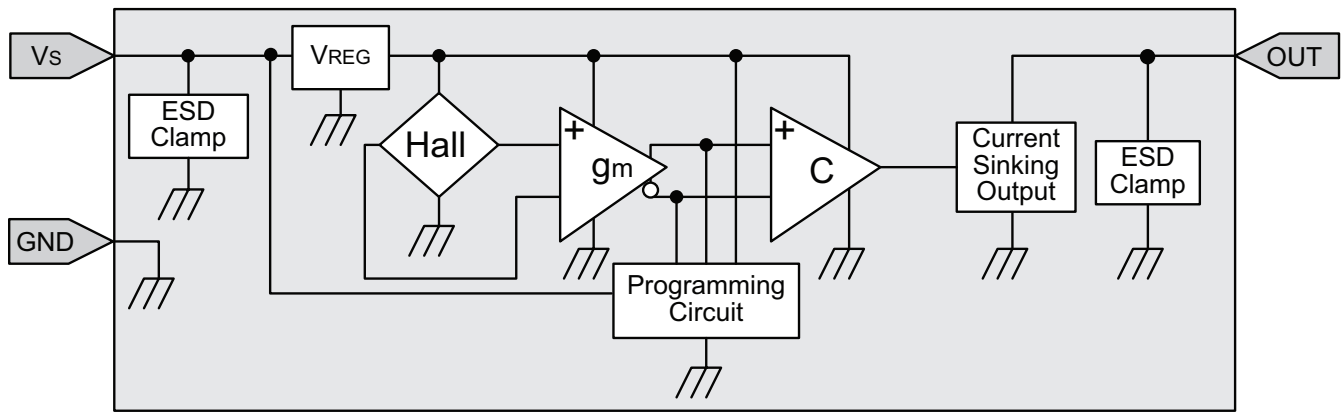 Vs
VREG
OUT
ESD
Clamp
Hall
+
gm
+
C
Current
Sinking
Output
ESD
Clamp
GND
Programming
Circuit